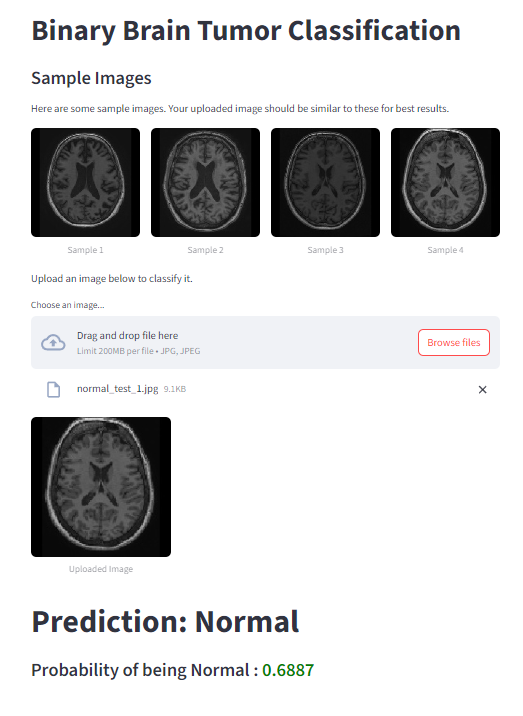 Binary Brain Tumor Classification
Sample Images
Here are some sample images. Your uploaded image should be similar to these for best results.
Sample 1
Sample 2
Sample 3
Sample 4
Upload an image below to classify it.
Choose an image...
Drag and drop file here
Limit 200MB per file • JPG, JPEG
Browse files
normal_test_1.jpg 9.1KB
Uploaded Image
Prediction: Normal
Probability of being Normal : 0.6887